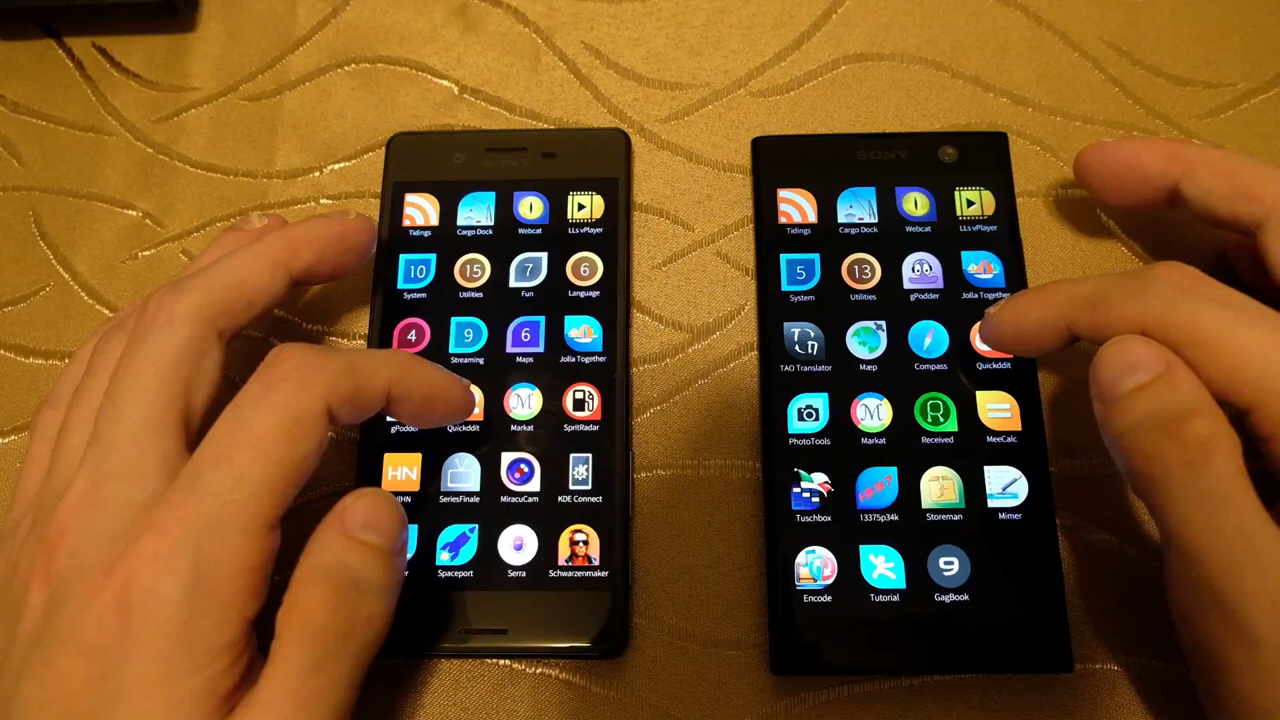 SONY
Tidings Cargo Dock Webcat LLs vPlayer
10 15 7 6
System Utilities Fun Language
4 9 6
Streaming Maps Jolla Together
gPodder Quickddit Markat SpritRadar
HN
SeriesFinale MiracuCam KDE Connect
Spaceport Serra Schwarzenmaker
SONY
Tidings Cargo Dock Webcat LLs vPlayer
5 13
System Utilities gPodder Jolla Together
TAO Translator Mæp Compass Quickddit
PhotoTools Markat Received MeeCalc
Tuschbox 13375p34k Storeman Mimer
9
Encode Tutorial GagBook